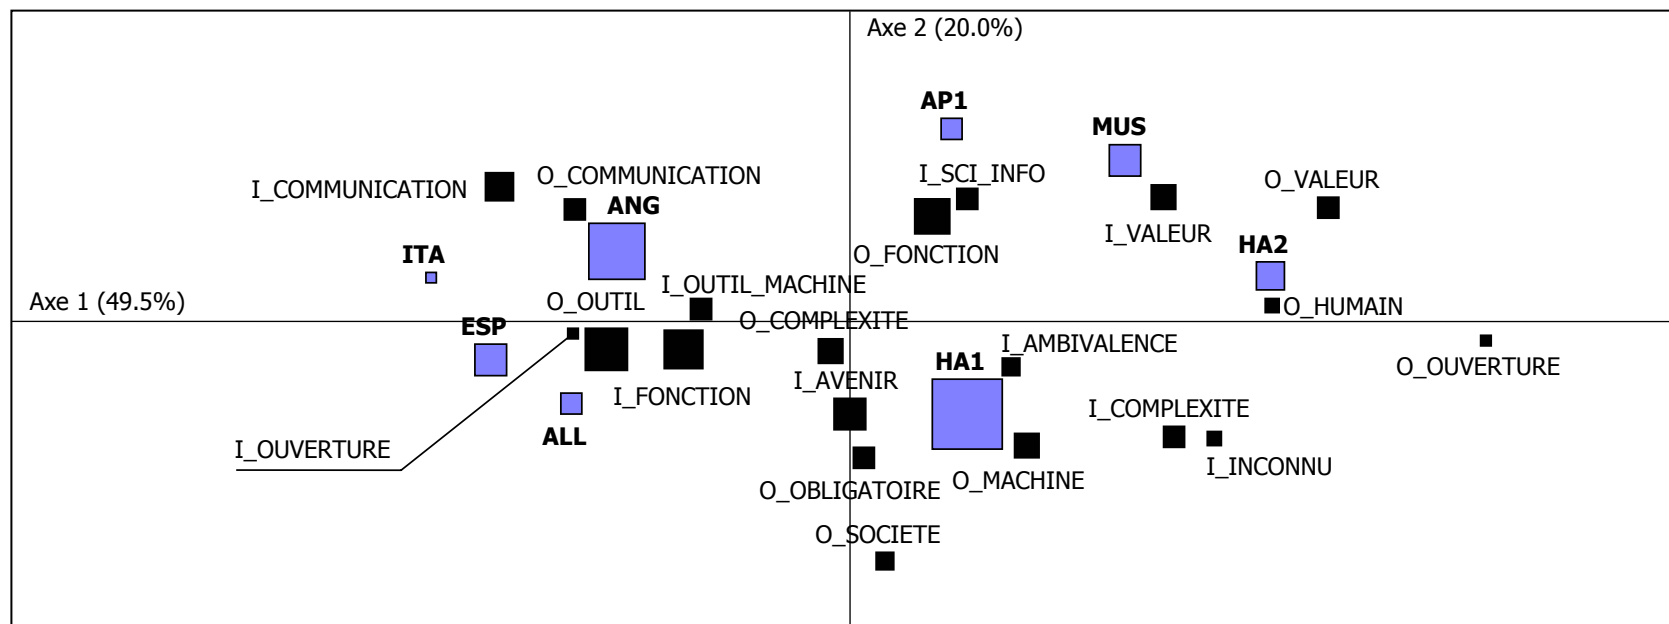 Axe 2 (20.0%)
AP1
MUS
I_COMMUNICATION
O_COMMUNICATION
I_SCI_INFO
O_VALEUR
ANG
I_VALEUR
ITA
O_FONCTION
HA2
Axe 1 (49.5%)
O_OUTIL
I_OUTIL_MACHINE
O_HUMAIN
ESP
O_COMPLEXITE
I_AMBIVALENCE
HA1
O_OUVERTURE
I_AVENIR
I_FONCTION
I_COMPLEXITE
ALL
I_OUVERTURE
I_INCONNU
O_OBLIGATOIRE
O_MACHINE
O_SOCIETE